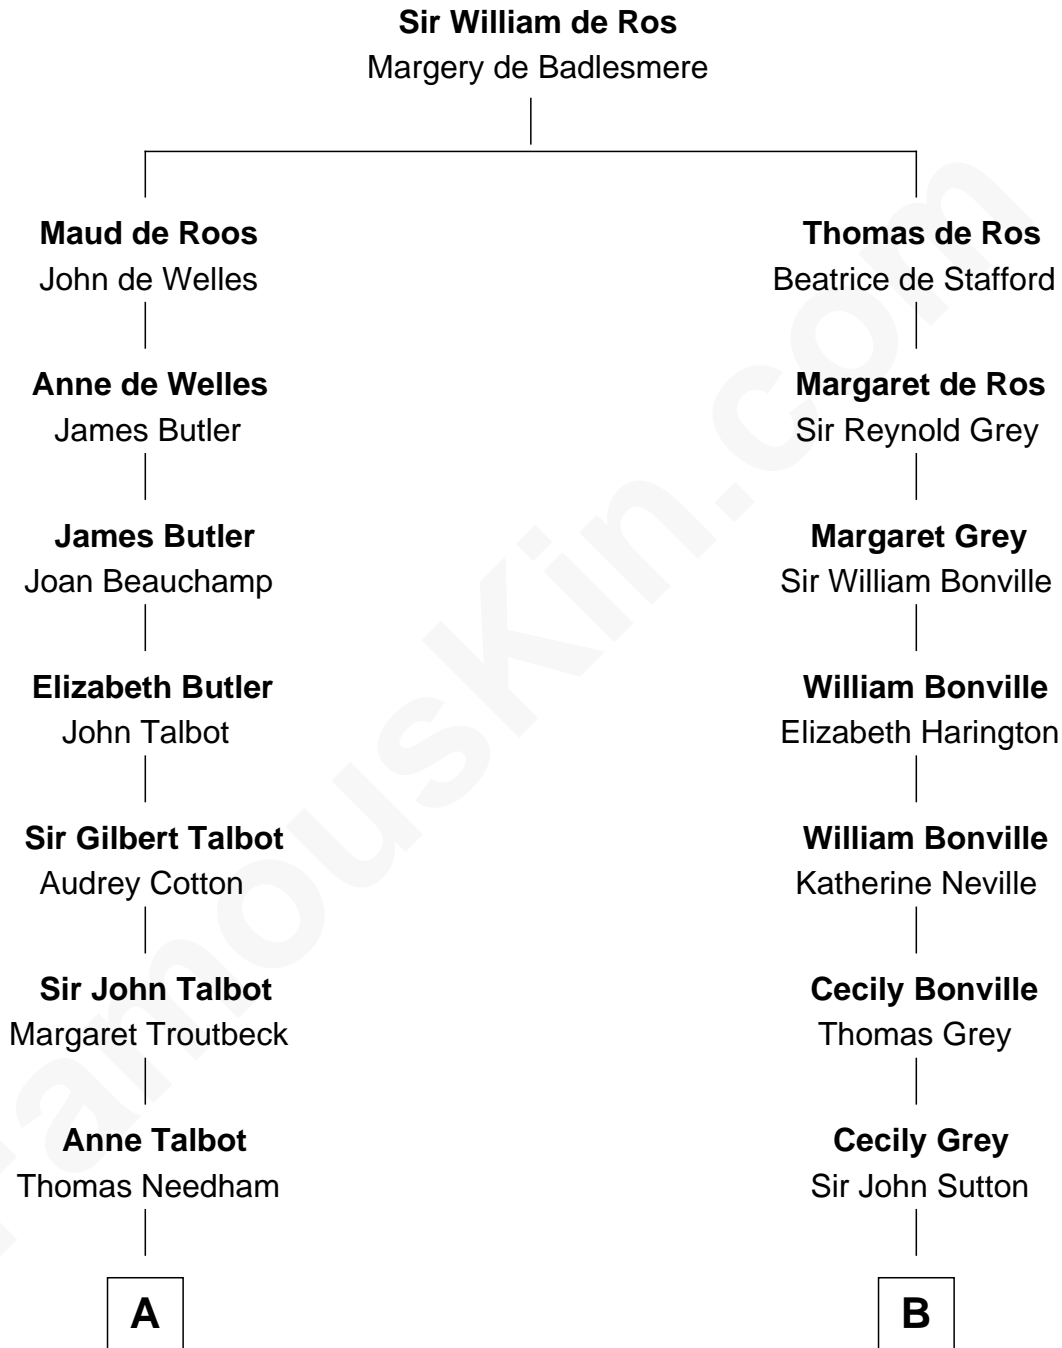 Sir William de Ros
Margery de Badlesmere
Maud de Roos
John de Welles
Thomas de Ros
Beatrice de Stafford
Anne de Welles
James Butler
Margaret de Ros
Sir Reynold Grey
James Butler
Joan Beauchamp
Margaret Grey
Sir William Bonville
Elizabeth Butler
John Talbot
William Bonville
Elizabeth Harington
Sir Gilbert Talbot
Audrey Cotton
William Bonville
Katherine Neville
Sir John Talbot
Margaret Troutbeck
Cecily Bonville
Thomas Grey
Anne Talbot
Thomas Needham
Cecily Grey
Sir John Sutton
A
B
FamousKin.com